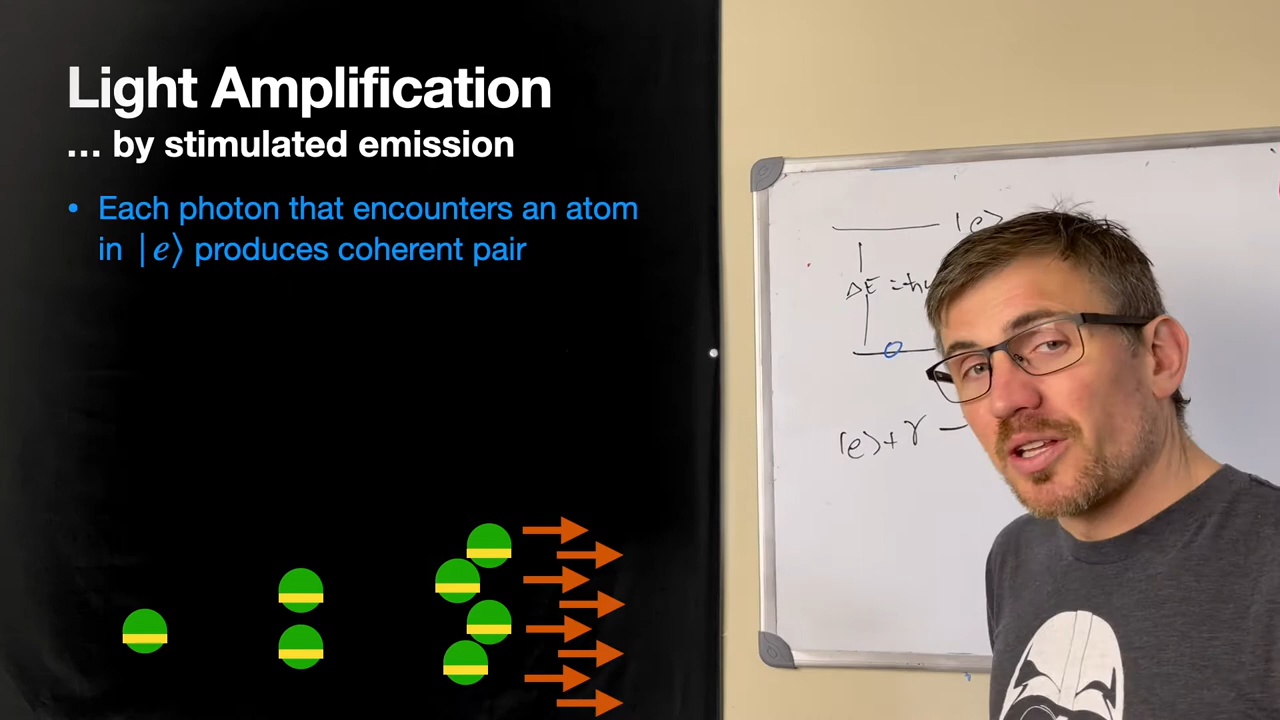 Light Amplification
… by stimulated emission
• Each photon that encounters an atom
in |e⟩ produces coherent pair
|e⟩
ΔE = ħ
|e⟩+γ —